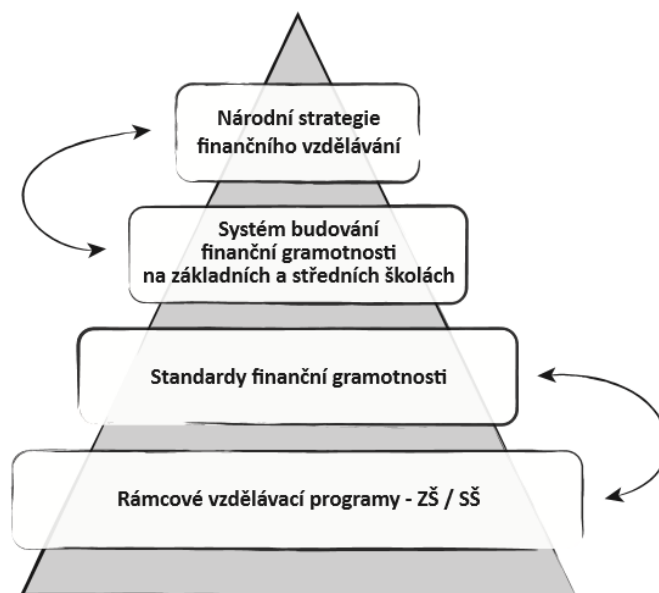 Národní strategie
finančního vzdělávání
Systém budování
finanční gramotnosti
na základních a středních školách
Standardy finanční gramotnosti
Rámcové vzdělávací programy - ZŠ / SŠ